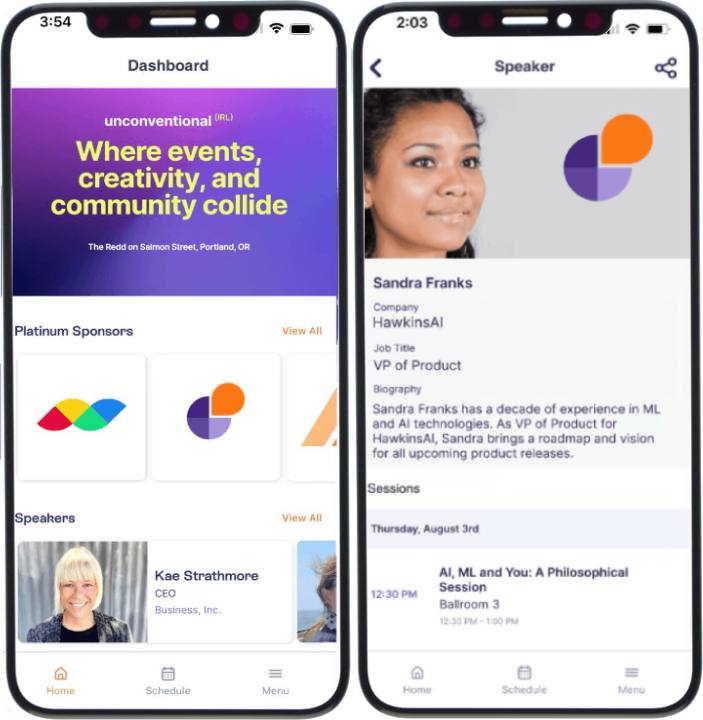 3:54
Dashboard
unconventional (IRL)
Where events,
creativity, and
community collide
The Redd on Salmon Street, Portland, OR
Platinum Sponsors
View All
Speakers
View All
Kae Strathmore
CEO
Business, Inc.
Home
Schedule
Menu
2:03
Speaker
Sandra Franks
Company
HawkinsAI
Job Title
VP of Product
Biography
Sandra Franks has a decade of experience in ML
and AI technologies. As VP of Product for
HawkinsAI, Sandra brings a roadmap and vision
for all upcoming product releases.
Sessions
Thursday, August 3rd
12:30 PM
AI, ML and You: A Philosophical
Session
Ballroom 3
12:30 PM - 1:00 PM
Home
Schedule
Menu